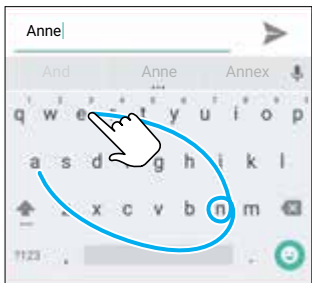 Anne
And Anne Annex
q w e t y u i o p
a s d g h j k l
x c v b n m
?123 , .